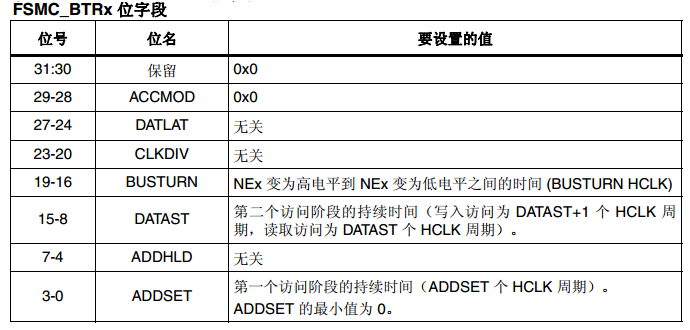 FSMC_BTRx 位字段
位号 位名 要设置的值
31:30 保留 0x0
29-28 ACCMOD 0x0
27-24 DATLAT 无关
23-20 CLKDIV 无关
19-16 BUSTURN NEx 变为高电平到 NEx 变为低电平之间的时间 (BUSTURN HCLK)
15-8 DATAST 第二个访问阶段的持续时间（写入访问为 DATAST+1 个 HCLK 周
期，读取访问为 DATAST 个 HCLK 周期）。
7-4 ADDHLD 无关
3-0 ADDSET 第一个访问阶段的持续时间（ADDSET 个 HCLK 周期）。
ADDSET 的最小值为 0。